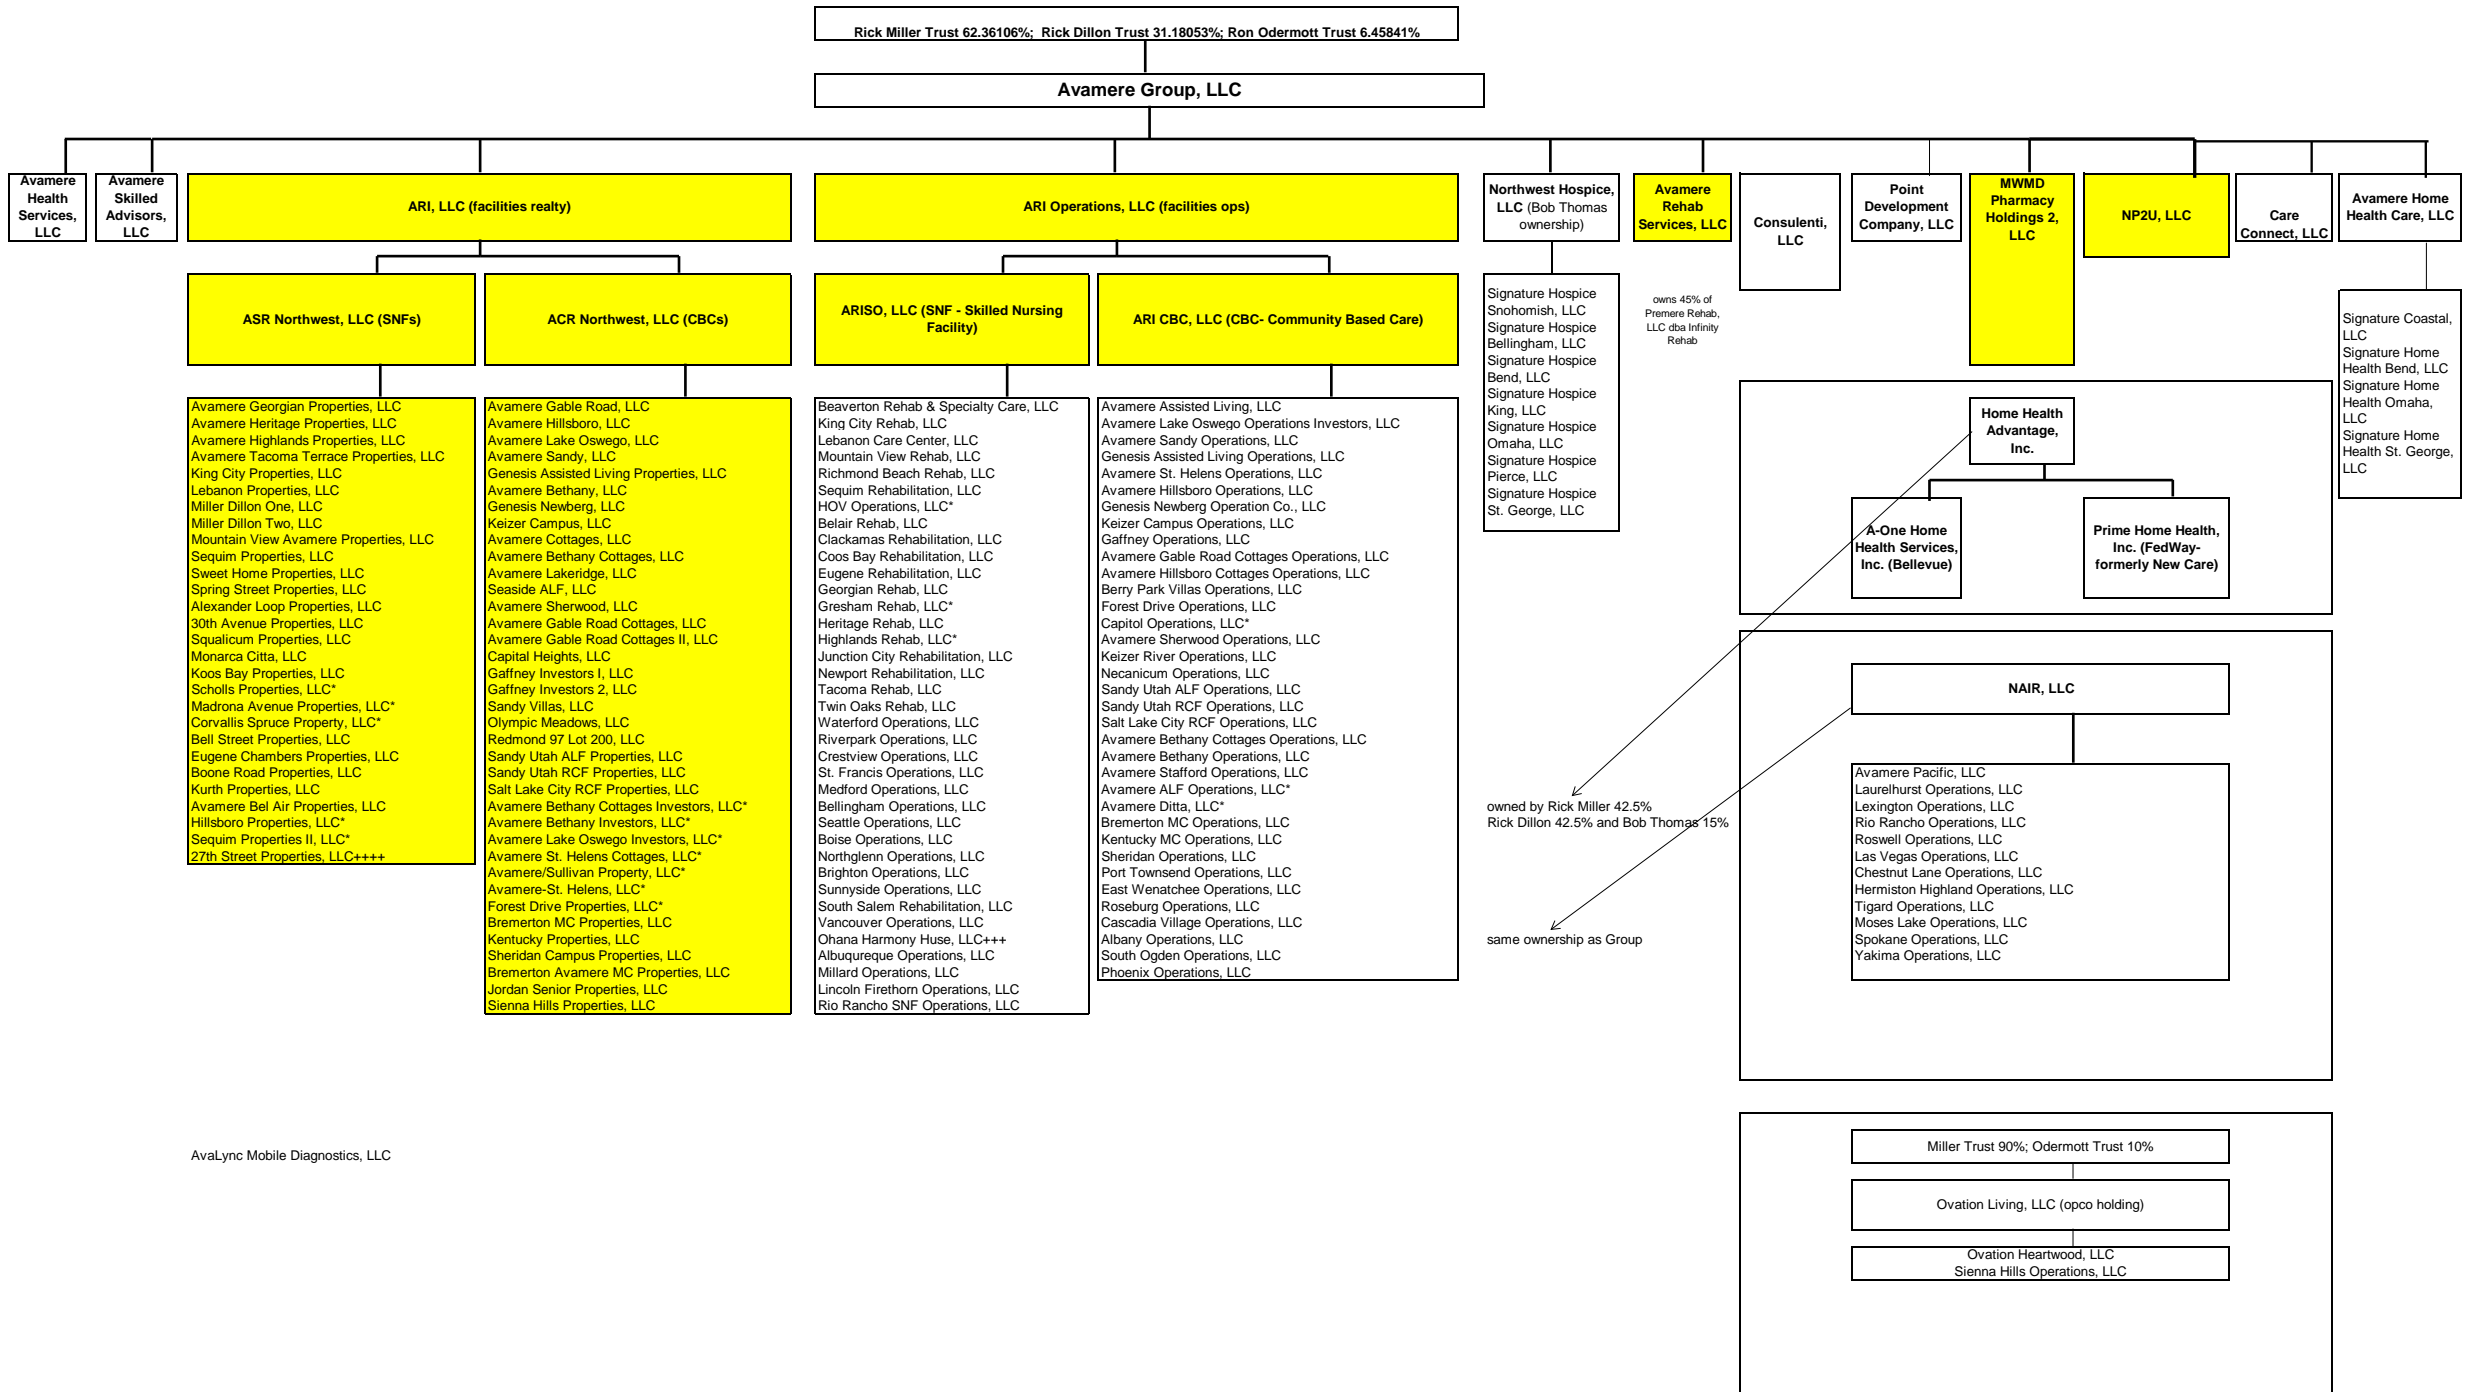 Rick Miller Trust 62.36106%;  Rick Dillon Trust 31.18053%; Ron Odermott Trust 6.45841%
Avamere Group, LLC
Avamere
Health
Services,
LLC
Avamere
Skilled
Advisors,
LLC
ARI, LLC (facilities realty)
ARI Operations, LLC (facilities ops)
Northwest Hospice,
LLC (Bob Thomas
ownership)
Avamere
Rehab
Services, LLC
Consulenti,
LLC
Point
Development
Company, LLC
MWMD
Pharmacy
Holdings 2,
LLC
NP2U, LLC
Care
Connect, LLC
Avamere Home
Health Care, LLC
ASR Northwest, LLC (SNFs)
ACR Northwest, LLC (CBCs)
ARISO, LLC (SNF - Skilled Nursing
Facility)
ARI CBC, LLC (CBC- Community Based Care)
Signature Hospice
Snohomish, LLC
Signature Hospice
Bellingham, LLC
Signature Hospice
Bend, LLC
Signature Hospice
King, LLC
Signature Hospice
Omaha, LLC
Signature Hospice
Pierce, LLC
Signature Hospice
St. George, LLC
owns 45% of
Premere Rehab,
LLC dba Infinity
Rehab
Signature Coastal,
LLC
Signature Home
Health Bend, LLC
Signature Home
Health Omaha,
LLC
Signature Home
Health St. George,
LLC
Avamere Georgian Properties, LLC
Avamere Heritage Properties, LLC
Avamere Highlands Properties, LLC
Avamere Tacoma Terrace Properties, LLC
King City Properties, LLC
Lebanon Properties, LLC
Miller Dillon One, LLC
Miller Dillon Two, LLC
Mountain View Avamere Properties, LLC
Sequim Properties, LLC
Sweet Home Properties, LLC
Spring Street Properties, LLC
Alexander Loop Properties, LLC
30th Avenue Properties, LLC
Squalicum Properties, LLC
Monarca Citta, LLC
Koos Bay Properties, LLC
Scholls Properties, LLC*
Madrona Avenue Properties, LLC*
Corvallis Spruce Property, LLC*
Bell Street Properties, LLC
Eugene Chambers Properties, LLC
Boone Road Properties, LLC
Kurth Properties, LLC
Avamere Bel Air Properties, LLC
Hillsboro Properties, LLC*
Sequim Properties II, LLC*
27th Street Properties, LLC++++
Avamere Gable Road, LLC
Avamere Hillsboro, LLC
Avamere Lake Oswego, LLC
Avamere Sandy, LLC
Genesis Assisted Living Properties, LLC
Avamere Bethany, LLC
Genesis Newberg, LLC
Keizer Campus, LLC
Avamere Cottages, LLC
Avamere Bethany Cottages, LLC
Avamere Lakeridge, LLC
Seaside ALF, LLC
Avamere Sherwood, LLC
Avamere Gable Road Cottages, LLC
Avamere Gable Road Cottages II, LLC
Capital Heights, LLC
Gaffney Investors I, LLC
Gaffney Investors 2, LLC
Sandy Villas, LLC
Olympic Meadows, LLC
Redmond 97 Lot 200, LLC
Sandy Utah ALF Properties, LLC
Sandy Utah RCF Properties, LLC
Salt Lake City RCF Properties, LLC
Avamere Bethany Cottages Investors, LLC*
Avamere Bethany Investors, LLC*
Avamere Lake Oswego Investors, LLC*
Avamere St. Helens Cottages, LLC*
Avamere/Sullivan Property, LLC*
Avamere-St. Helens, LLC*
Forest Drive Properties, LLC*
Bremerton MC Properties, LLC
Kentucky Properties, LLC
Sheridan Campus Properties, LLC
Bremerton Avamere MC Properties, LLC
Jordan Senior Properties, LLC
Sienna Hills Properties, LLC
Beaverton Rehab & Specialty Care, LLC
King City Rehab, LLC
Lebanon Care Center, LLC
Mountain View Rehab, LLC
Richmond Beach Rehab, LLC
Sequim Rehabilitation, LLC
HOV Operations, LLC*
Belair Rehab, LLC
Clackamas Rehabilitation, LLC
Coos Bay Rehabilitation, LLC
Eugene Rehabilitation, LLC
Georgian Rehab, LLC
Gresham Rehab, LLC*
Heritage Rehab, LLC
Highlands Rehab, LLC*
Junction City Rehabilitation, LLC
Newport Rehabilitation, LLC
Tacoma Rehab, LLC
Twin Oaks Rehab, LLC
Waterford Operations, LLC
Riverpark Operations, LLC
Crestview Operations, LLC
St. Francis Operations, LLC
Medford Operations, LLC
Bellingham Operations, LLC
Seattle Operations, LLC
Boise Operations, LLC
Northglenn Operations, LLC
Brighton Operations, LLC
Sunnyside Operations, LLC
South Salem Rehabilitation, LLC
Vancouver Operations, LLC
Ohana Harmony Huse, LLC+++
Albuqureque Operations, LLC
Millard Operations, LLC
Lincoln Firethorn Operations, LLC
Rio Rancho SNF Operations, LLC
Avamere Assisted Living, LLC
Avamere Lake Oswego Operations Investors, LLC
Avamere Sandy Operations, LLC
Genesis Assisted Living Operations, LLC
Avamere St. Helens Operations, LLC
Avamere Hillsboro Operations, LLC
Genesis Newberg Operation Co., LLC
Keizer Campus Operations, LLC
Gaffney Operations, LLC
Avamere Gable Road Cottages Operations, LLC
Avamere Hillsboro Cottages Operations, LLC
Berry Park Villas Operations, LLC
Forest Drive Operations, LLC
Capitol Operations, LLC*
Avamere Sherwood Operations, LLC
Keizer River Operations, LLC
Necanicum Operations, LLC
Sandy Utah ALF Operations, LLC
Sandy Utah RCF Operations, LLC
Salt Lake City RCF Operations, LLC
Avamere Bethany Cottages Operations, LLC
Avamere Bethany Operations, LLC
Avamere Stafford Operations, LLC
Avamere ALF Operations, LLC*
Avamere Ditta, LLC*
Bremerton MC Operations, LLC
Kentucky MC Operations, LLC
Sheridan Operations, LLC
Port Townsend Operations, LLC
East Wenatchee Operations, LLC
Roseburg Operations, LLC
Cascadia Village Operations, LLC
Albany Operations, LLC
South Ogden Operations, LLC
Phoenix Operations, LLC
Home Health
Advantage,
Inc.
A-One Home
Health Services,
Inc. (Bellevue)
Prime Home Health,
Inc. (FedWay-
formerly New Care)
owned by Rick Miller 42.5%
Rick Dillon 42.5% and Bob Thomas 15%
same ownership as Group
NAIR, LLC
Avamere Pacific, LLC
Laurelhurst Operations, LLC
Lexington Operations, LLC
Rio Rancho Operations, LLC
Roswell Operations, LLC
Las Vegas Operations, LLC
Chestnut Lane Operations, LLC
Hermiston Highland Operations, LLC
Tigard Operations, LLC
Moses Lake Operations, LLC
Spokane Operations, LLC
Yakima Operations, LLC
AvaLync Mobile Diagnostics, LLC
Miller Trust 90%; Odermott Trust 10%
Ovation Living, LLC (opco holding)
Ovation Heartwood, LLC
Sienna Hills Operations, LLC